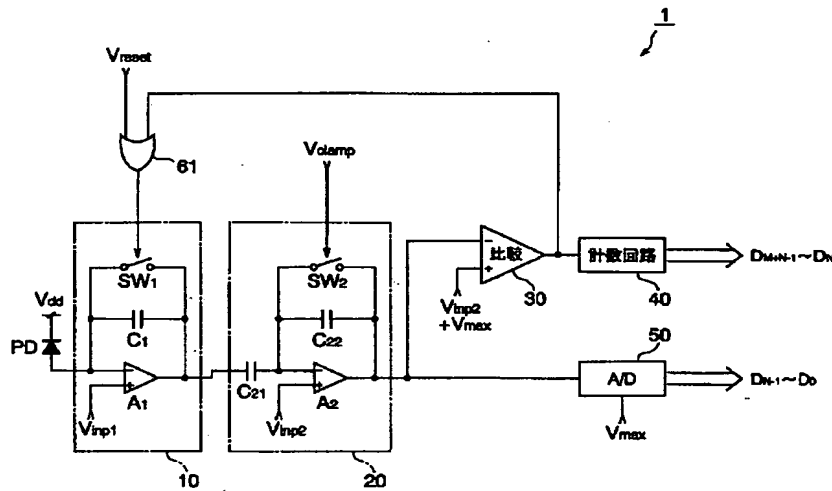 1
Vreset
61
Vclamp
SW1
SW2
比較
30
計数回路
40
DM+N-1~DN
Vinp2
+Vmax
Vdd
PD
C1
C22
A1
C21
A2
Vinp1
Vinp2
50
A/D
DN-1~D0
Vmax
10
20